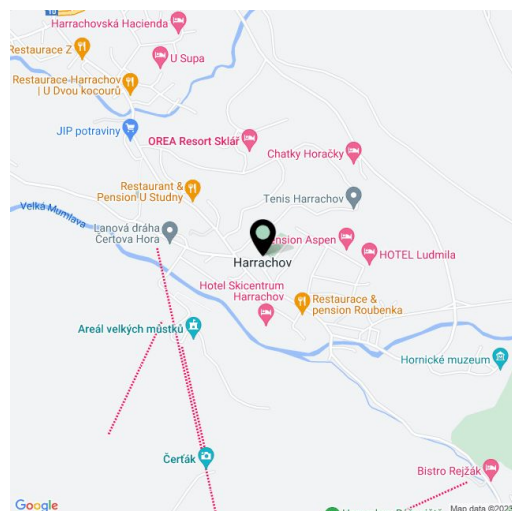 10
Harrachovská Hacienda
Restaurace Z
U Supa
Restaurace-Harrachov
| U Dvou kocourů
JIP potraviny
OREA Resort Sklář
Chatky Horačky
Restaurant &
Pension U Studny
Tenis Harrachov
Velká Mumlava
Lanová dráha
Čertova Hora
Pension Aspen
HOTEL Ludmila
Harrachov
Hotel Skicentrum
Harrachov
Restaurace &
pension Roubenka
Areál velkých můstků
Hornické muzeum
Čerťák
Bistro Rejžák
Google
Map data ©202